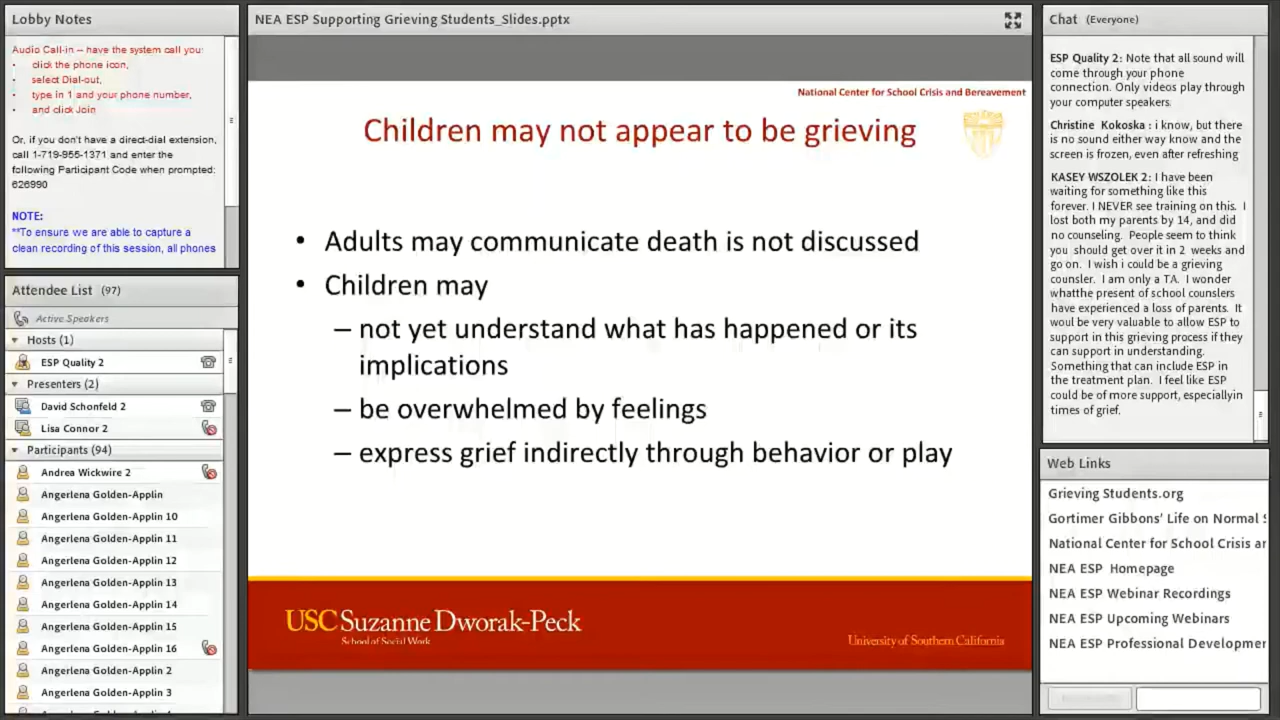 Lobby Notes
Audio Call-in – have the system call you:
• click the phone icon,
• select Dial-out,
• type in 1 and your phone number,
• and click Join
Or, if you don't have a direct-dial extension,
call 1-719-955-1371 and enter the
following Participant Code when prompted:
626990
NOTE:
**To ensure we are able to capture a
clean recording of this session, all phones
Attendee List (97)
Active Speakers
Hosts (1)
ESP Quality 2
Presenters (2)
David Schonfeld 2
Lisa Connor 2
Participants (94)
Andrea Wickwire 2
Angerlena Golden-Applin
Angerlena Golden-Applin 10
Angerlena Golden-Applin 11
Angerlena Golden-Applin 12
Angerlena Golden-Applin 13
Angerlena Golden-Applin 14
Angerlena Golden-Applin 15
Angerlena Golden-Applin 16
Angerlena Golden-Applin 2
Angerlena Golden-Applin 3
NEA ESP Supporting Grieving Students_Slides.pptx
National Center for School Crisis and Bereavement
Children may not appear to be grieving
• Adults may communicate death is not discussed
• Children may
– not yet understand what has happened or its
implications
– be overwhelmed by feelings
– express grief indirectly through behavior or play
USC Suzanne Dworak-Peck
School of Social Work
University of Southern California
Chat (Everyone)
ESP Quality 2: Note that all sound will
come through your phone
connection. Only videos play through
your computer speakers.
Christine Kokoska : i know, but there
is no sound either way know and the
screen is frozen, even after refreshing
KASEY WSZOLEK 2: I have been
waiting for something like this
forever. I NEVER see training on this. I
lost both my parents by 14, and did
no counseling. People seem to think
you should get over it in 2 weeks and
go on. I wish i could be a grieving
counsler. I am only a TA. I wonder
whatthe present of school counslers
have experienced a loss of parents. It
woul be very valuable to allow ESP to
support in this grieving process if they
can support in understanding.
Something that can include ESP in
the treatment plan. I feel like ESP
could be of more support, especiallyin
times of grief.
Web Links
Grieving Students.org
Gortimer Gibbons' Life on Normal
National Center for School Crisis ar
NEA ESP Homepage
NEA ESP Webinar Recordings
NEA ESP Upcoming Webinars
NEA ESP Professional Developmer